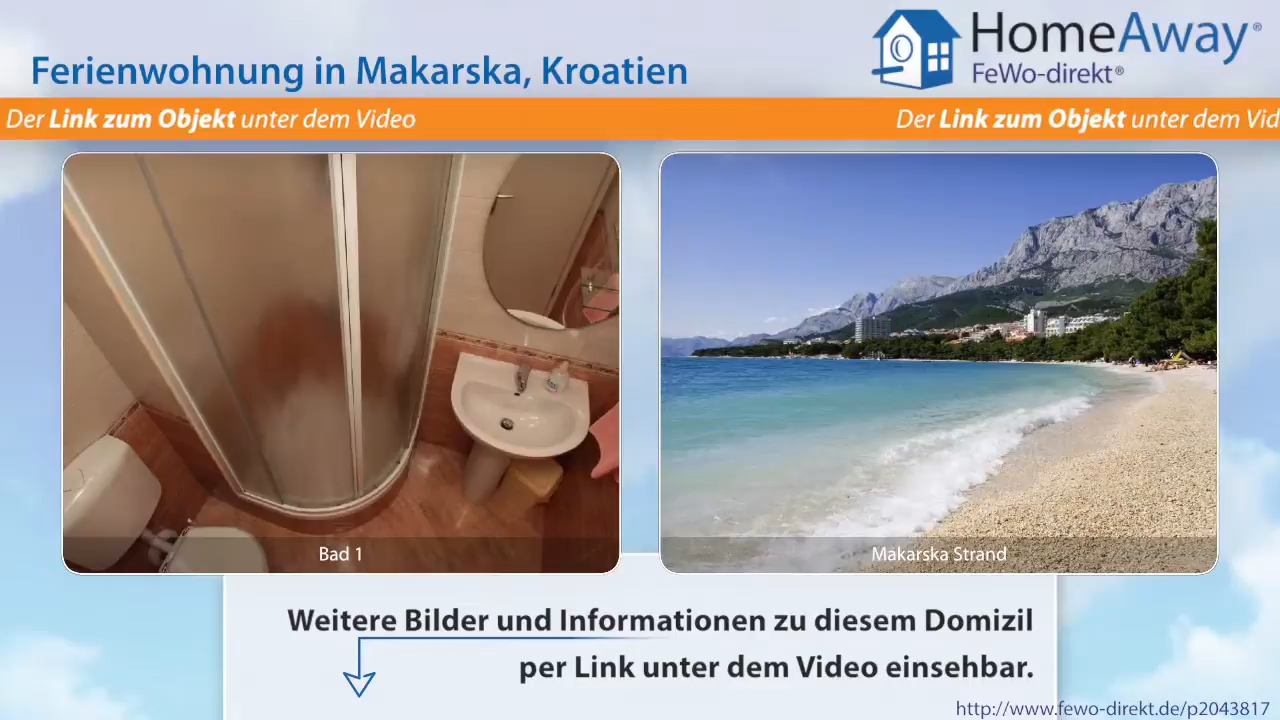 Ferienwohnung in Makarska, Kroatien
HomeAway®
FeWo-direkt®
Der Link zum Objekt unter dem Video
Der Link zum Objekt unter dem Vid
Bad 1
Makarska Strand
Weitere Bilder und Informationen zu diesem Domizil
per Link unter dem Video einsehbar.
http://www.fewo-direkt.de/p2043817